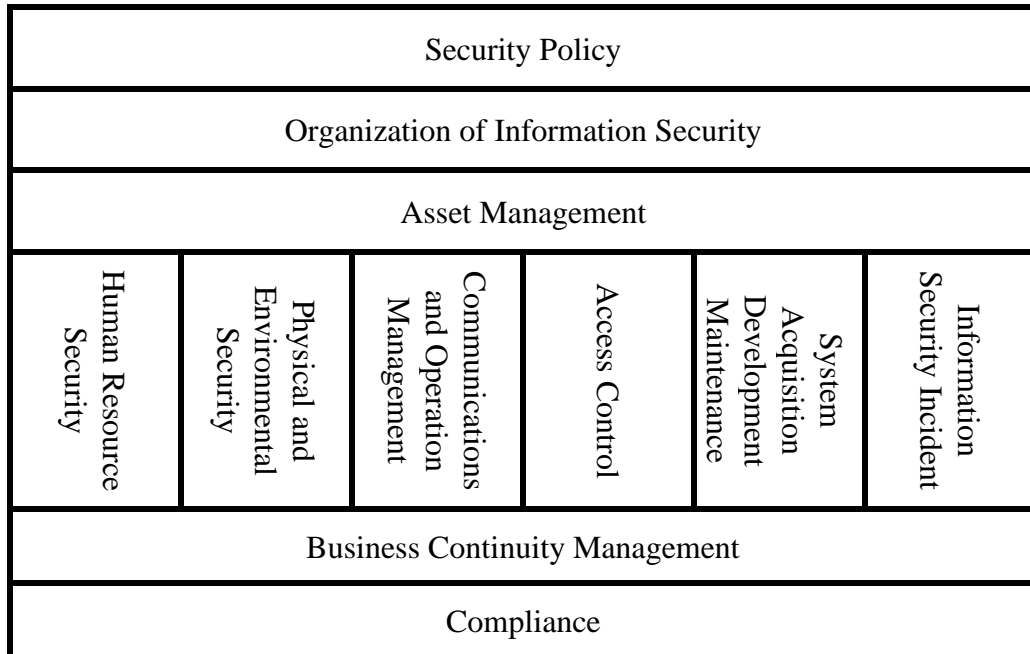 Security Policy
Organization of Information Security
Asset Management
Human Resource
Security
Physical and
Environmental
Security
Communications
and Operation
Management
Access Control
System
Acquisition
Development
Maintenance
Information
Security Incident
Business Continuity Management
Compliance